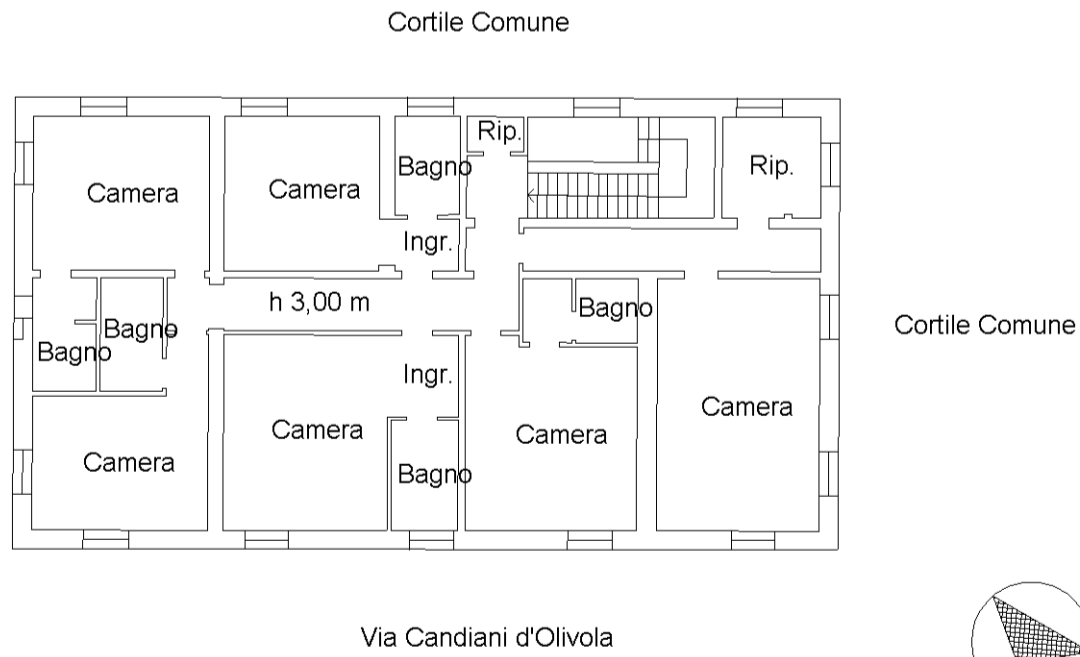 Cortile Comune
Rip.
Bagno
Rip.
Camera
Camera
Ingr.
h 3,00 m
Bagno
Bagno
Cortile Comune
Bagno
Ingr.
Camera
Camera
Camera
Camera
Bagno
Via Candiani d'Olivola